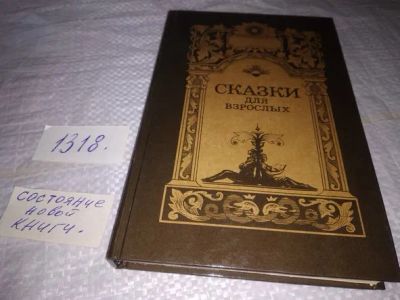 СКАЗКИ
ДЛЯ
ВЗРОСЛЫХ
1318.
состояние
новой
книги.